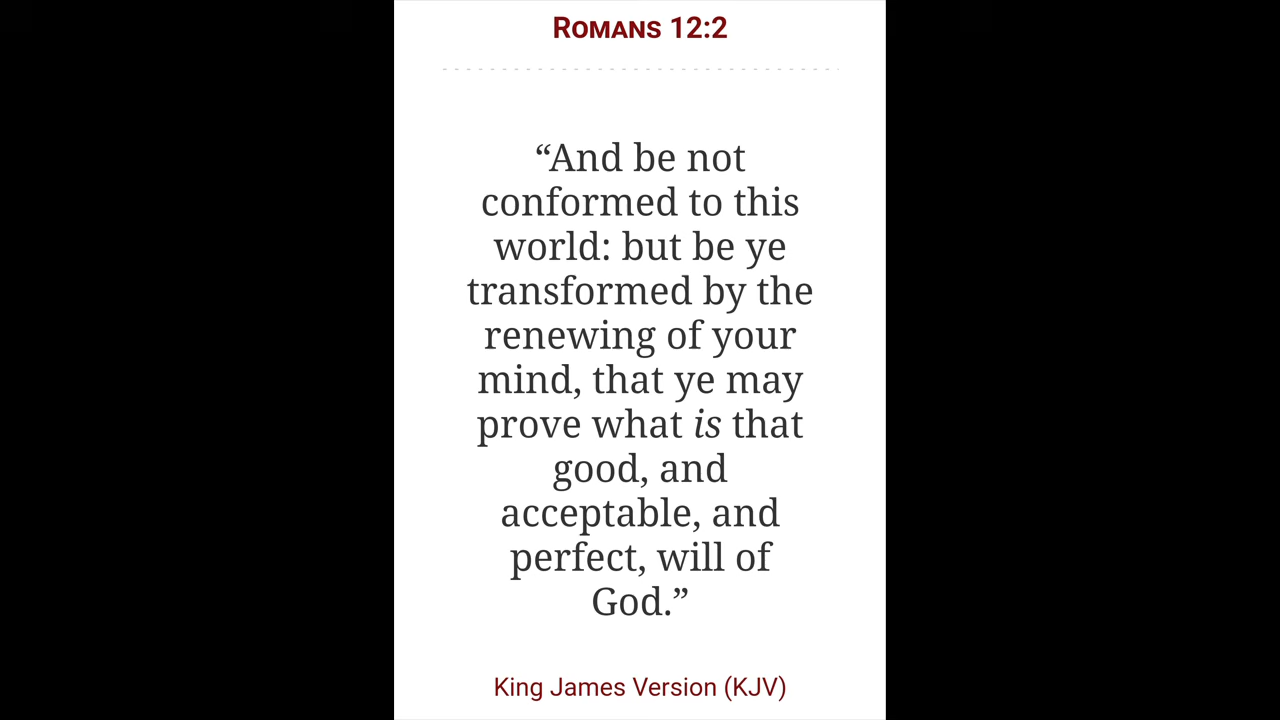 Romans 12:2
“And be not
conformed to this
world: but be ye
transformed by the
renewing of your
mind, that ye may
prove what is that
good, and
acceptable, and
perfect, will of
God.”
King James Version (KJV)